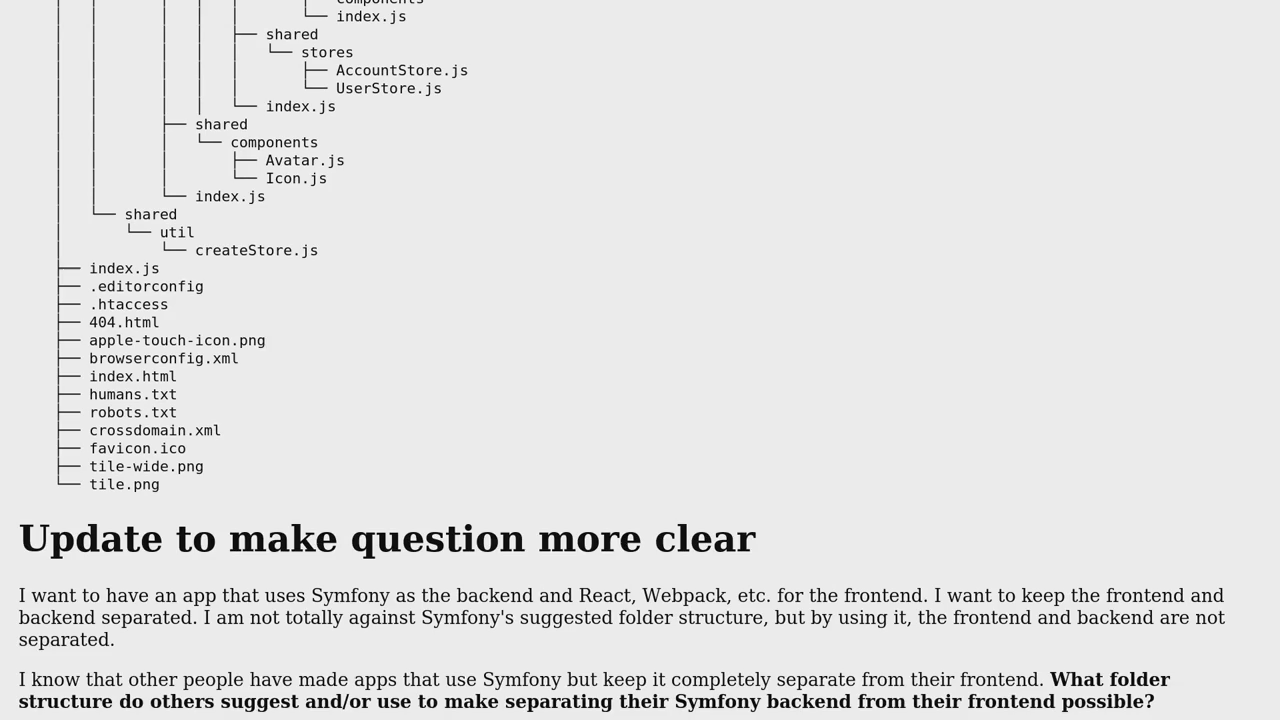 └── index.js
├── shared
└── stores
├── AccountStore.js
└── UserStore.js
└── index.js
├── shared
└── components
├── Avatar.js
└── Icon.js
└── index.js
└── shared
└── util
└── createStore.js
├── index.js
├── .editorconfig
├── .htaccess
├── 404.html
├── apple-touch-icon.png
├── browserconfig.xml
├── index.html
├── humans.txt
├── robots.txt
├── crossdomain.xml
├── favicon.ico
├── tile-wide.png
└── tile.png
Update to make question more clear
I want to have an app that uses Symfony as the backend and React, Webpack, etc. for the frontend. I want to keep the frontend and
backend separated. I am not totally against Symfony's suggested folder structure, but by using it, the frontend and backend are not
separated.
I know that other people have made apps that use Symfony but keep it completely separate from their frontend. What folder
structure do others suggest and/or use to make separating their Symfony backend from their frontend possible?